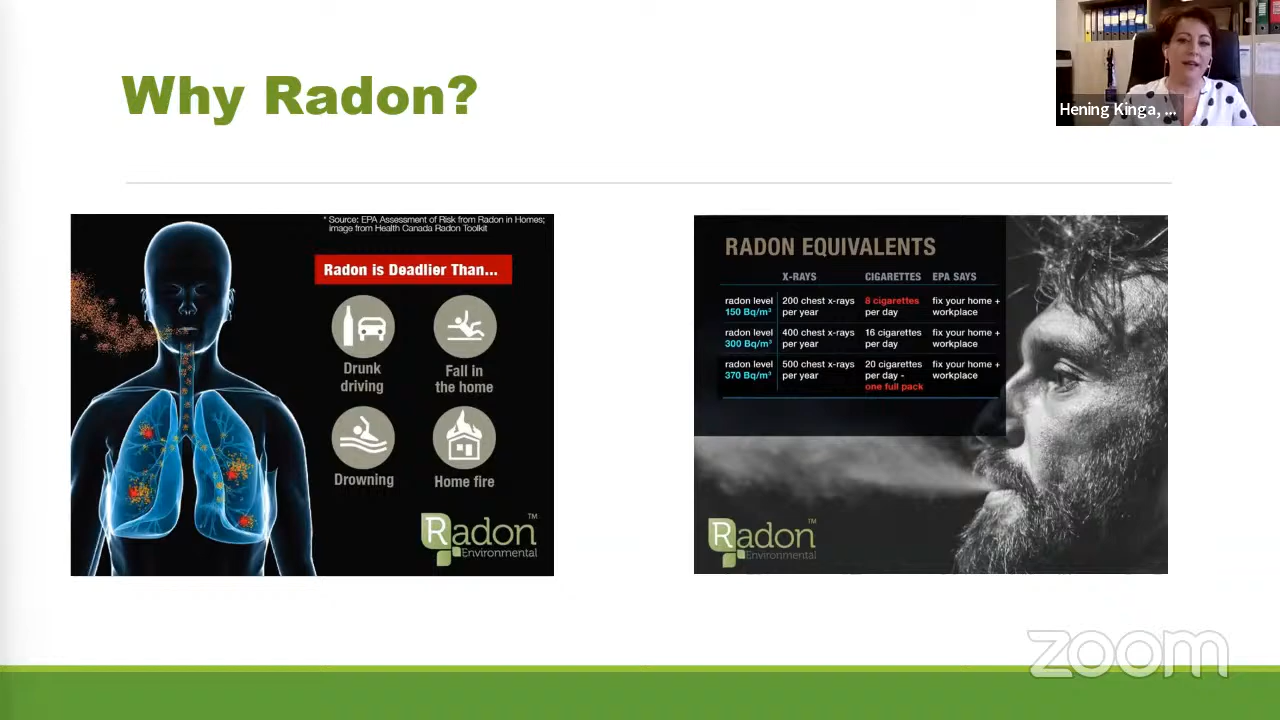 Why Radon?
Hening Kinga, ...
* Source: EPA Assessment of Risk from Radon in Homes;
image from Health Canada Radon Toolkit
Radon is Deadlier Than...
Drunk
driving
Fall in
the home
Drowning
Home fire
Radon™
Environmental
RADON EQUIVALENTS
X-RAYS CIGARETTES EPA SAYS
radon level 200 chest x-rays 8 cigarettes fix your home +
150 Bq/m³ per year per day workplace
radon level 400 chest x-rays 16 cigarettes fix your home +
300 Bq/m³ per year per day workplace
radon level 500 chest x-rays 20 cigarettes fix your home +
370 Bq/m³ per year per day - workplace
one full pack
Radon™
Environmental
zoom